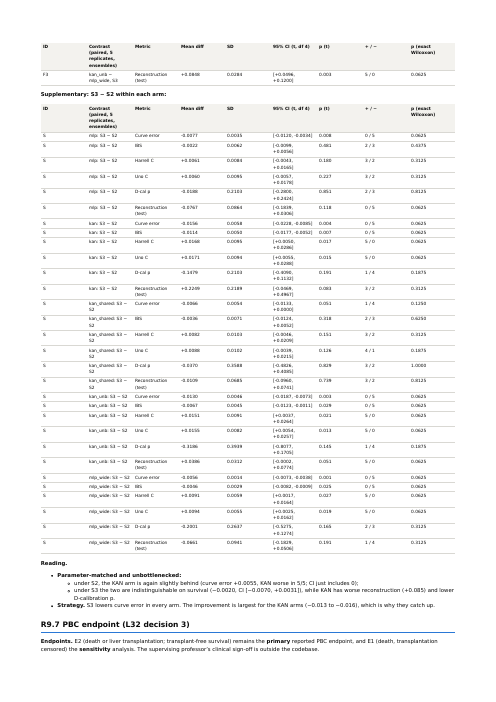 ID Contrast (paired, 5 replicates, ensembles) Metric Mean diff SD 95% CI (t, df 4) p (t) + / − p (exact Wilcoxon)
F3 kan_unb − mlp_wide, S3 Reconstruction (test) +0.0848 0.0284 [+0.0496, +0.1200] 0.003 5 / 0 0.0625
Supplementary: S3 − S2 within each arm:
ID Contrast (paired, 5 replicates, ensembles) Metric Mean diff SD 95% CI (t, df 4) p (t) + / − p (exact Wilcoxon)
S mlp: S3 − S2 Curve error -0.0077 0.0035 [-0.0120, -0.0034] 0.008 0 / 5 0.0625
S mlp: S3 − S2 IBS -0.0022 0.0062 [-0.0099, +0.0056] 0.481 2 / 3 0.4375
S mlp: S3 − S2 Harrell C +0.0061 0.0084 [-0.0043, +0.0165] 0.180 3 / 2 0.3125
S mlp: S3 − S2 Uno C +0.0060 0.0095 [-0.0057, +0.0178] 0.227 3 / 2 0.3125
S mlp: S3 − S2 D-cal p -0.0188 0.2103 [-0.2800, +0.2424] 0.851 2 / 3 0.8125
S mlp: S3 − S2 Reconstruction (test) -0.0767 0.0864 [-0.1839, +0.0306] 0.118 0 / 5 0.0625
S kan: S3 − S2 Curve error -0.0156 0.0058 [-0.0228, -0.0085] 0.004 0 / 5 0.0625
S kan: S3 − S2 IBS -0.0114 0.0050 [-0.0177, -0.0052] 0.007 0 / 5 0.0625
S kan: S3 − S2 Harrell C +0.0168 0.0095 [+0.0050, +0.0286] 0.017 5 / 0 0.0625
S kan: S3 − S2 Uno C +0.0171 0.0094 [+0.0055, +0.0288] 0.015 5 / 0 0.0625
S kan: S3 − S2 D-cal p -0.1479 0.2103 [-0.4090, +0.1132] 0.191 1 / 4 0.1875
S kan: S3 − S2 Reconstruction (test) +0.2249 0.2189 [-0.0469, +0.4967] 0.083 3 / 2 0.3125
S kan_shared: S3 − S2 Curve error -0.0066 0.0054 [-0.0133, +0.0000] 0.051 1 / 4 0.1250
S kan_shared: S3 − S2 IBS -0.0036 0.0071 [-0.0124, +0.0052] 0.318 2 / 3 0.6250
S kan_shared: S3 − S2 Harrell C +0.0082 0.0103 [-0.0046, +0.0209] 0.151 3 / 2 0.3125
S kan_shared: S3 − S2 Uno C +0.0088 0.0102 [-0.0039, +0.0215] 0.126 4 / 1 0.1875
S kan_shared: S3 − S2 D-cal p -0.0370 0.3588 [-0.4826, +0.4085] 0.829 3 / 2 1.0000
S kan_shared: S3 − S2 Reconstruction (test) -0.0109 0.0685 [-0.0960, +0.0741] 0.739 3 / 2 0.8125
S kan_unb: S3 − S2 Curve error -0.0130 0.0046 [-0.0187, -0.0073] 0.003 0 / 5 0.0625
S kan_unb: S3 − S2 IBS -0.0067 0.0045 [-0.0123, -0.0011] 0.029 0 / 5 0.0625
S kan_unb: S3 − S2 Harrell C +0.0151 0.0091 [+0.0037, +0.0264] 0.021 5 / 0 0.0625
S kan_unb: S3 − S2 Uno C +0.0155 0.0082 [+0.0054, +0.0257] 0.013 5 / 0 0.0625
S kan_unb: S3 − S2 D-cal p -0.3186 0.3939 [-0.8077, +0.1705] 0.145 1 / 4 0.1875
S kan_unb: S3 − S2 Reconstruction (test) +0.0386 0.0312 [-0.0002, +0.0774] 0.051 5 / 0 0.0625
S mlp_wide: S3 − S2 Curve error -0.0056 0.0014 [-0.0073, -0.0038] 0.001 0 / 5 0.0625
S mlp_wide: S3 − S2 IBS -0.0046 0.0029 [-0.0082, -0.0009] 0.025 0 / 5 0.0625
S mlp_wide: S3 − S2 Harrell C +0.0091 0.0059 [+0.0017, +0.0164] 0.027 5 / 0 0.0625
S mlp_wide: S3 − S2 Uno C +0.0094 0.0055 [+0.0025, +0.0162] 0.019 5 / 0 0.0625
S mlp_wide: S3 − S2 D-cal p -0.2001 0.2637 [-0.5275, +0.1274] 0.165 2 / 3 0.3125
S mlp_wide: S3 − S2 Reconstruction (test) -0.0661 0.0941 [-0.1829, +0.0506] 0.191 1 / 4 0.3125
Reading.
• Parameter-matched and unbottlenecked:
◦ under S2, the KAN arm is again slightly behind (curve error +0.0055, KAN worse in 5/5; CI just includes 0);
◦ under S3 the two are indistinguishable on survival (−0.0020, CI [−0.0070, +0.0031]), while KAN has worse reconstruction (+0.085) and lower
D-calibration p.
• Strategy. S3 lowers curve error in every arm. The improvement is largest for the KAN arms (−0.013 to −0.016), which is why they catch up.
R9.7 PBC endpoint (L32 decision 3)
Endpoints. E2 (death or liver transplantation; transplant-free survival) remains the primary reported PBC endpoint, and E1 (death, transplantation
censored) the sensitivity analysis. The supervising professor's clinical sign-off is outside the codebase.